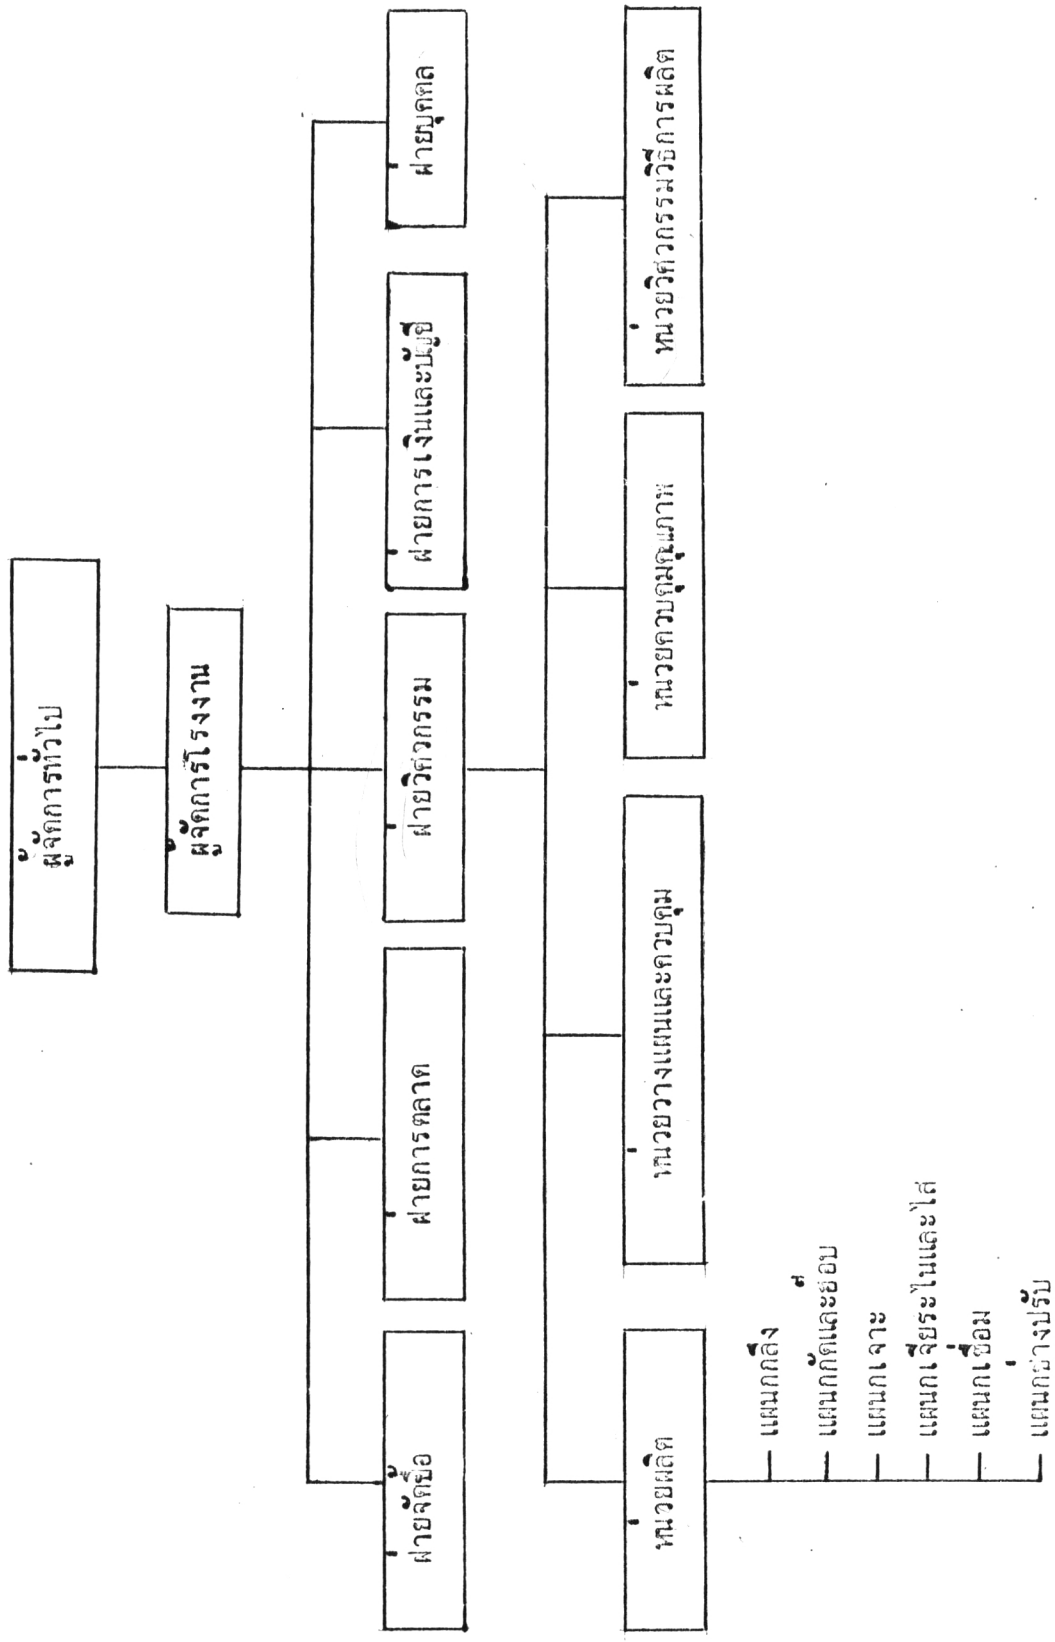 ผู้จัดการทั่วไป
ผู้จัดการโรงงาน
ฝ่ายจัดซื้อ
ฝ่ายการตลาด
ฝ่ายวิศวกรรม
ฝ่ายการเงินและบัญชี
ฝ่ายบุคคล
หน่วยผลิต
หน่วยวางแผนและควบคุม
หน่วยควบคุมคุณภาพ
หน่วยวิศวกรรมวิธีการผลิต
แผนกกลึง
แผนกกัดและย่อย
แผนกเจาะ
แผนกเจียระไนและไส
แผนกเชื่อม
แผนกช่างปรับ